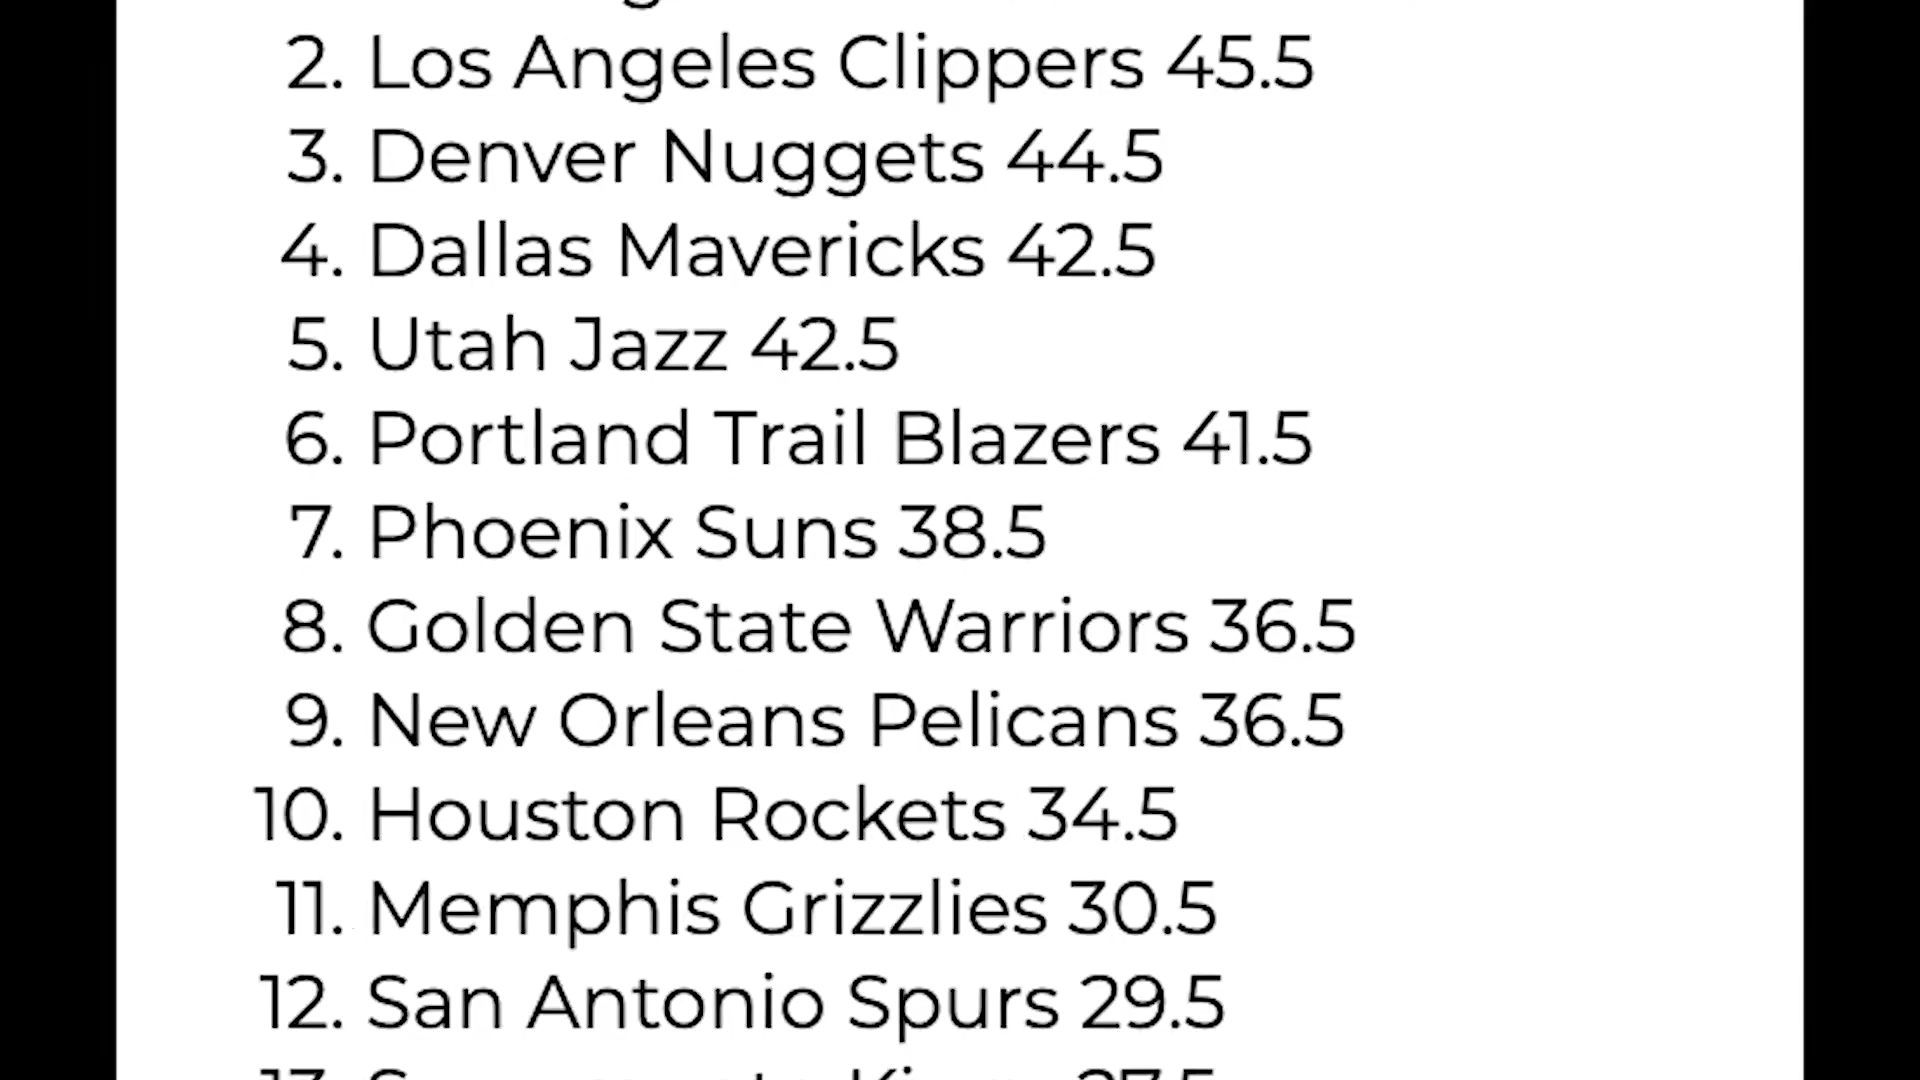 2. Los Angeles Clippers 45.5
3. Denver Nuggets 44.5
4. Dallas Mavericks 42.5
5. Utah Jazz 42.5
6. Portland Trail Blazers 41.5
7. Phoenix Suns 38.5
8. Golden State Warriors 36.5
9. New Orleans Pelicans 36.5
10. Houston Rockets 34.5
11. Memphis Grizzlies 30.5
12. San Antonio Spurs 29.5